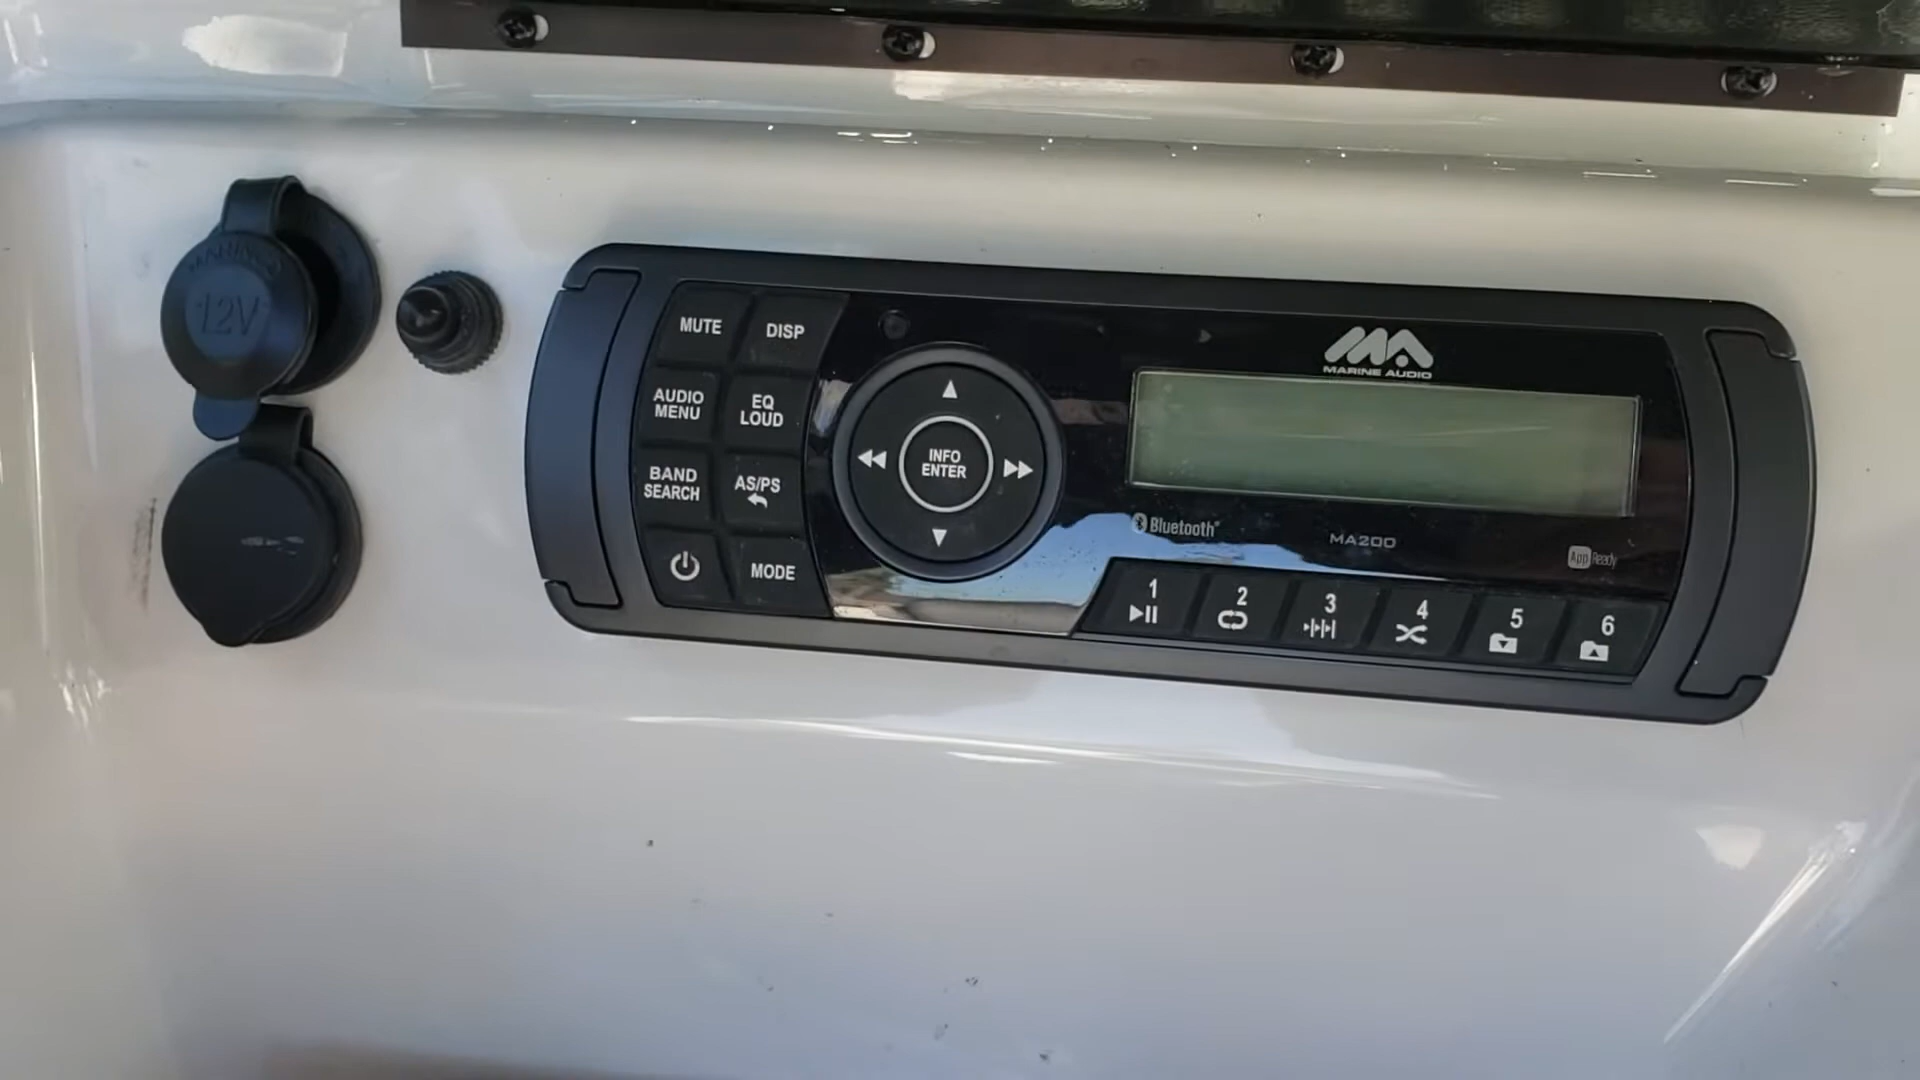 12V
MUTE
DISP
AUDIO
MENU
EQ
LOUD
BAND
SEARCH
AS/PS
MODE
INFO
ENTER
MARINE AUDIO
Bluetooth®
MA200
App Ready
1
2
3
4
5
6